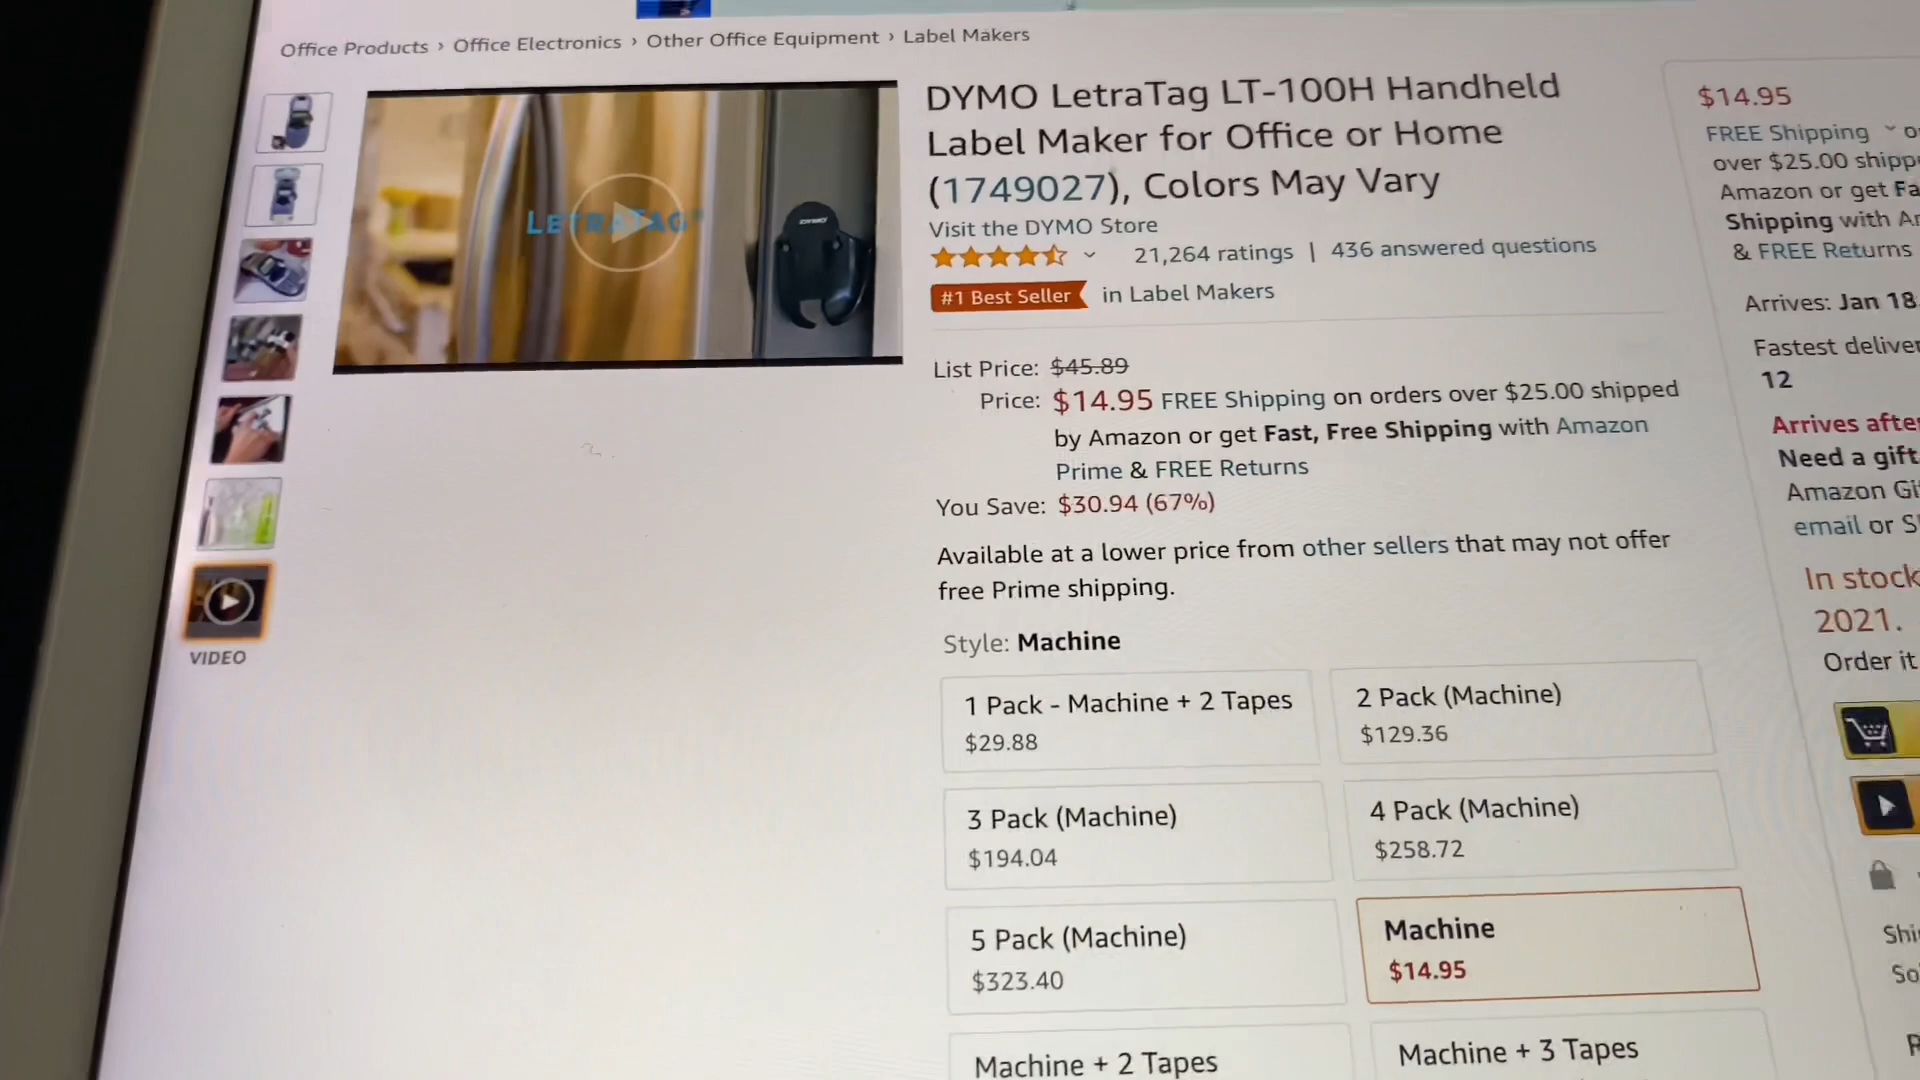 Office Products › Office Electronics › Other Office Equipment › Label Makers
DYMO LetraTag LT-100H Handheld
Label Maker for Office or Home
(1749027), Colors May Vary
Visit the DYMO Store
21,264 ratings | 436 answered questions
#1 Best Seller in Label Makers
LETRATAG
DYMO
VIDEO
List Price: $45.89
Price: $14.95 FREE Shipping on orders over $25.00 shipped
by Amazon or get Fast, Free Shipping with Amazon
Prime & FREE Returns
You Save: $30.94 (67%)
Available at a lower price from other sellers that may not offer
free Prime shipping.
Style: Machine
1 Pack - Machine + 2 Tapes
$29.88
2 Pack (Machine)
$129.36
3 Pack (Machine)
$194.04
4 Pack (Machine)
$258.72
5 Pack (Machine)
$323.40
Machine
$14.95
Machine + 2 Tapes
Machine + 3 Tapes
$14.95
FREE Shipping
over $25.00
Amazon or get
Shipping with
& FREE Returns
Arrives: Jan 18
Fastest
12
Arrives
Need a gift
Amazon
email or
In stock
2021.
Order it